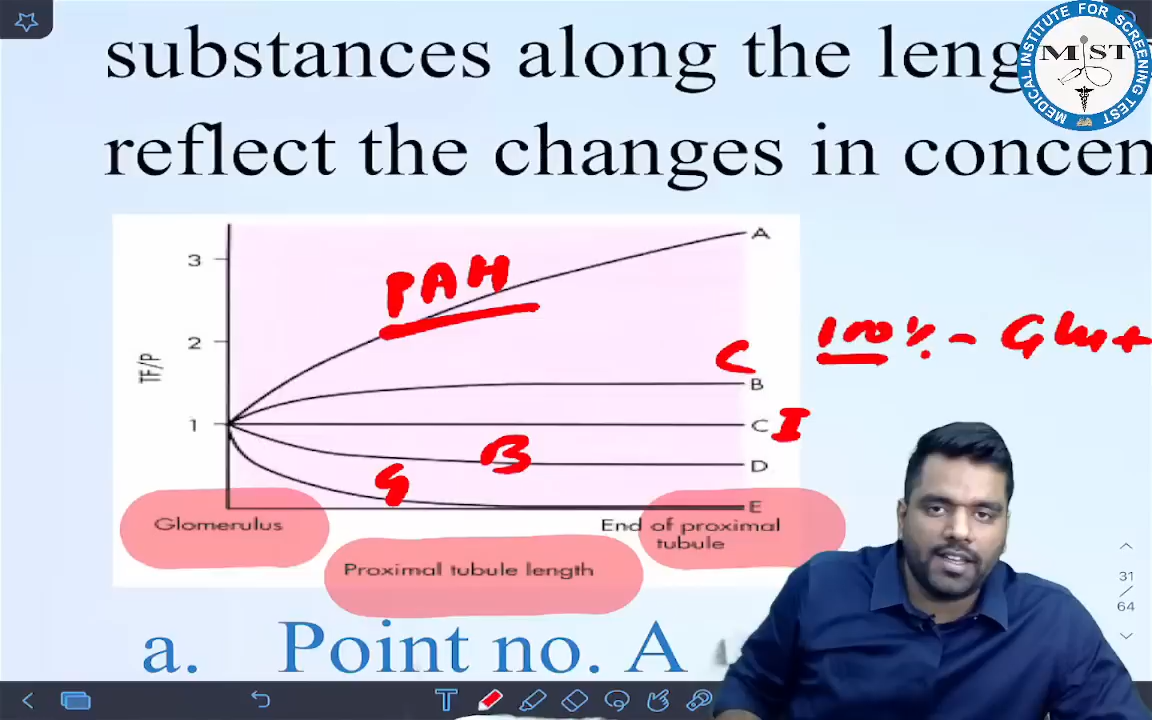 substances along the leng
reflect the changes in concen
MIST
MEDICAL INSTITUTE FOR SCREENING TEST
A
3
PAH
2
100% - Glu+
C
B
TF/P
1
C I
B
D
G
E
Glomerulus
End of proximal
tubule
Proximal tubule length
31
/
64
a. Point no. A
T